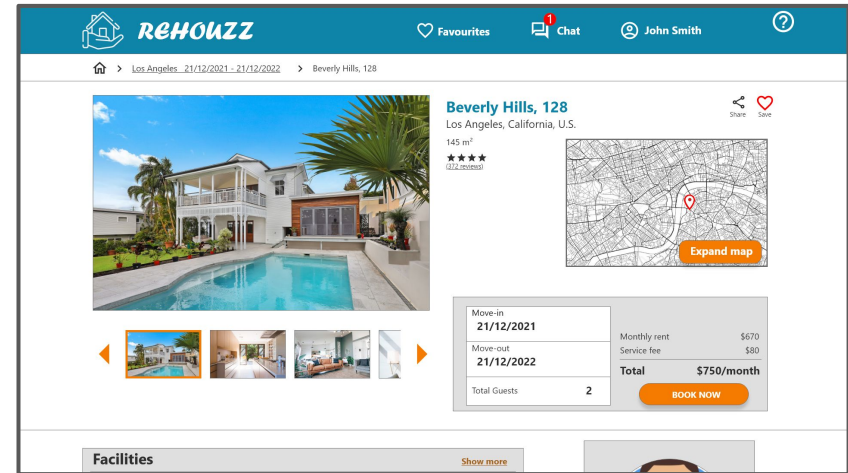 REHOUZZ
Favourites
1
Chat
John Smith
?
> Los Angeles 21/12/2021 - 21/12/2022 > Beverly Hills, 128
Beverly Hills, 128
Los Angeles, California, U.S.
145 m²
(372 reviews)
Share
Save
Expand map
Move-in
21/12/2021
Move-out
21/12/2022
Total Guests 2
Monthly rent $670
Service fee $80
Total $750/month
BOOK NOW
Facilities
Show more